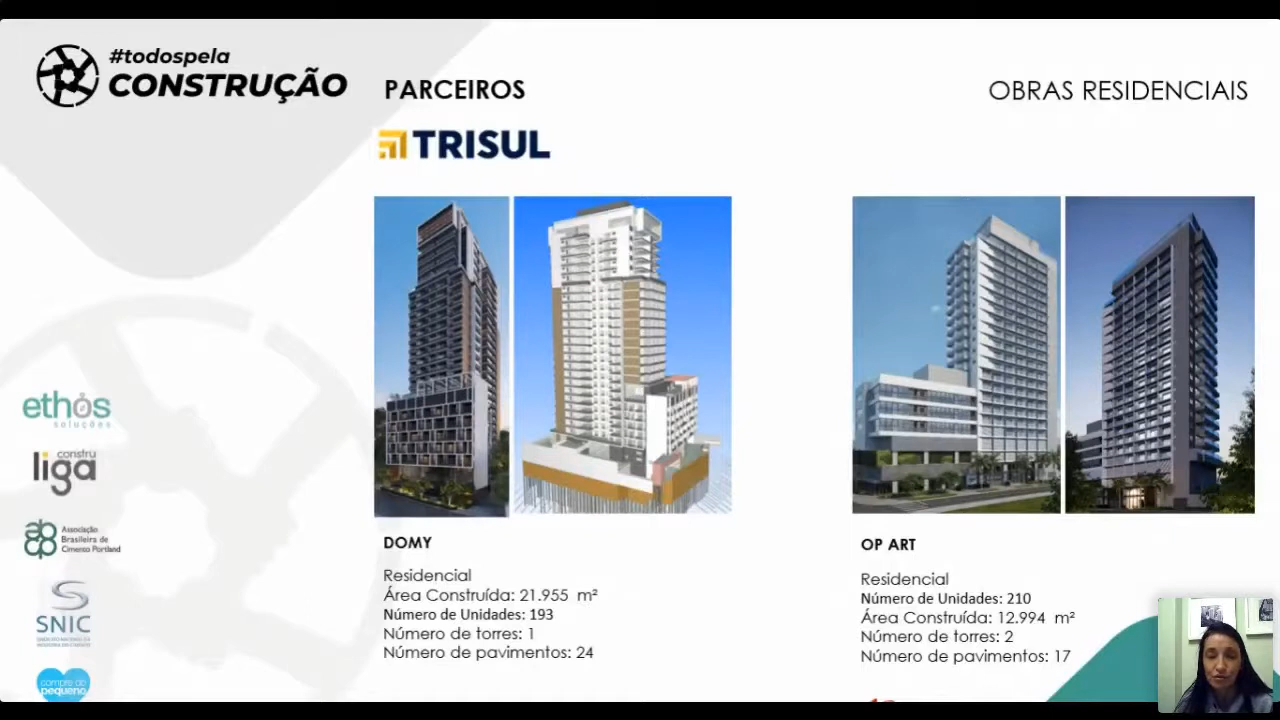 #todospela
CONSTRUÇÃO
PARCEIROS
OBRAS RESIDENCIAIS
TRISUL
ethos
soluções
constru
liga
Associação
Brasileira de
Cimento Portland
SNIC
compre do
pequeno
DOMY
Residencial
Área Construída: 21.955 m²
Número de Unidades: 193
Número de torres: 1
Número de pavimentos: 24
OP ART
Residencial
Número de Unidades: 210
Área Construída: 12.994 m²
Número de torres: 2
Número de pavimentos: 17